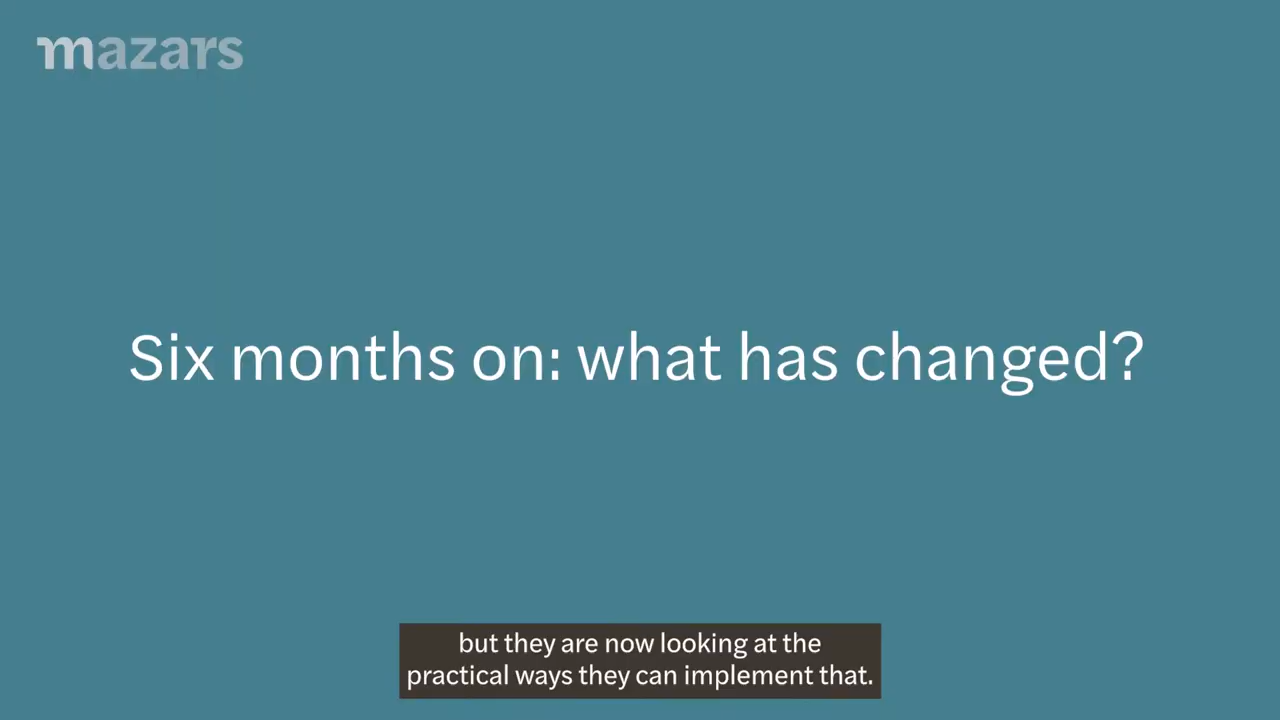 mazars
Six months on: what has changed?
but they are now looking at the
practical ways they can implement that.